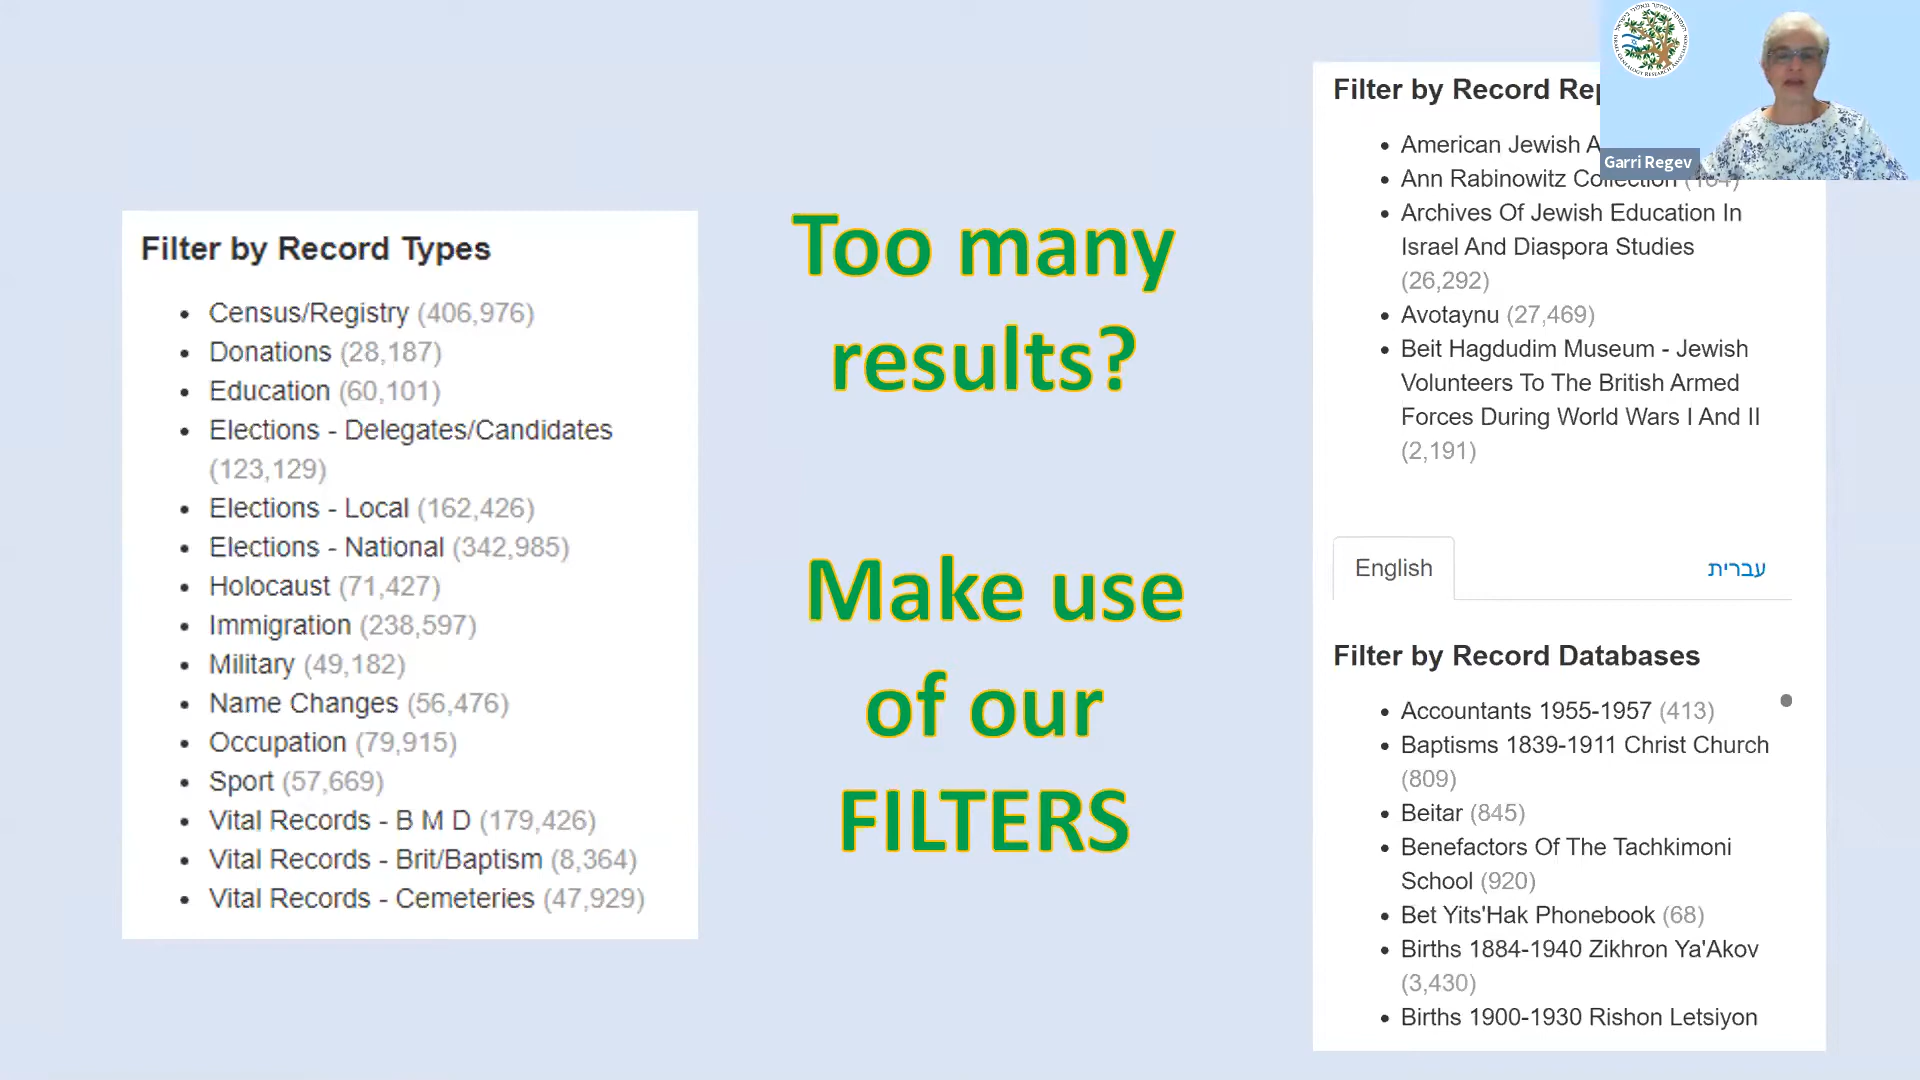 Filter by Record Types
Census/Registry (406,976)
Donations (28,187)
Education (60,101)
Elections - Delegates/Candidates
(123,129)
Elections - Local (162,426)
Elections - National (342,985)
Holocaust (71,427)
Immigration (238,597)
Military (49,182)
Name Changes (56,476)
Occupation (79,915)
Sport (57,669)
Vital Records - B M D (179,426)
Vital Records - Brit/Baptism (8,364)
Vital Records - Cemeteries (47,929)
Too many
results?
Make use
of our
FILTERS
Filter by Record
American Jewish
Ann Rabinowitz Collection
Archives Of Jewish Education In
Israel And Diaspora Studies
(26,292)
Avotaynu (27,469)
Beit Hagdudim Museum - Jewish
Volunteers To The British Armed
Forces During World Wars I And II
(2,191)
English
עברית
Filter by Record Databases
Accountants 1955-1957 (413)
Baptisms 1839-1911 Christ Church
(809)
Beitar (845)
Benefactors Of The Tachkimoni
School (920)
Bet Yits'Hak Phonebook (68)
Births 1884-1940 Zikhron Ya'Akov
(3,430)
Births 1900-1930 Rishon Letsiyon
ISRAEL GENEALOGY RESEARCH ASSOCIATION
Garri Regev